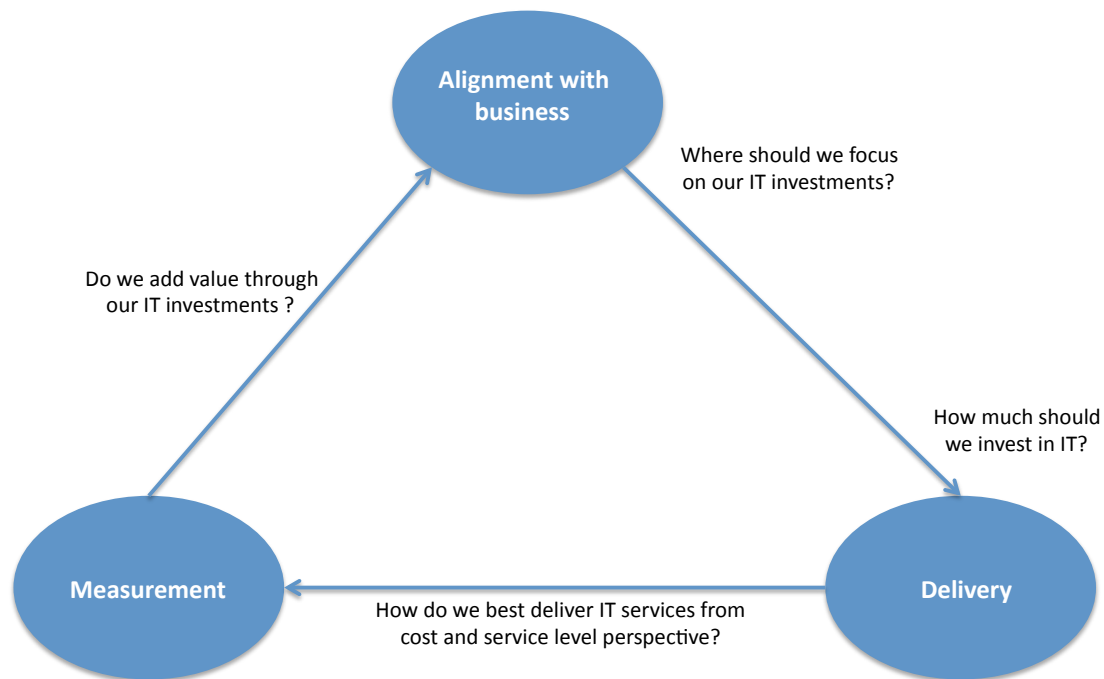 Alignment with
business
Where should we focus
on our IT investments?
Do we add value through
our IT investments ?
How much should
we invest in IT?
Measurement
Delivery
How do we best deliver IT services from
cost and service level perspective?